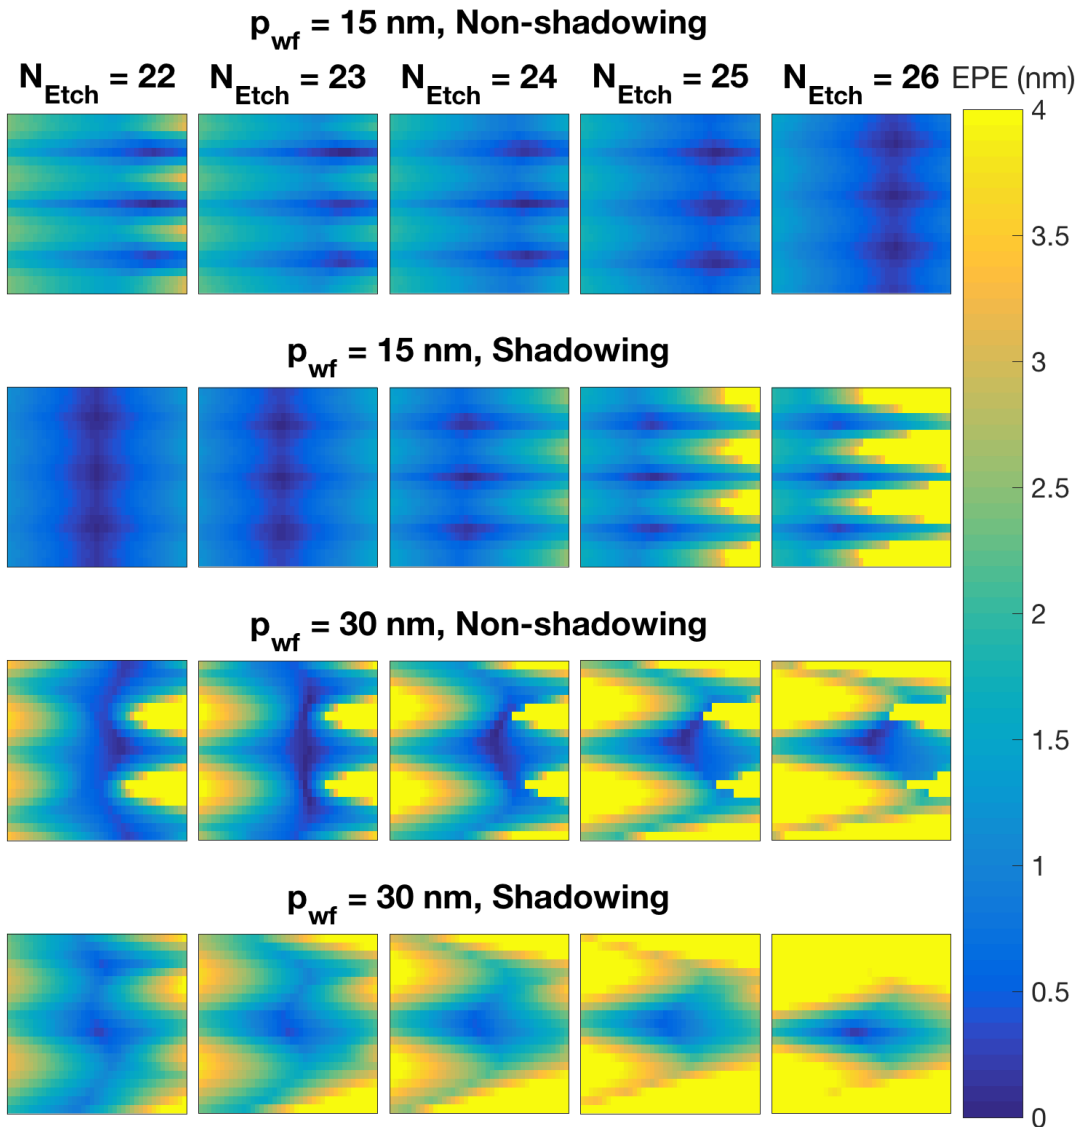 p_wf = 15 nm, Non-shadowing
N_Etch = 22 N_Etch = 23 N_Etch = 24 N_Etch = 25 N_Etch = 26 EPE (nm)
4
3.5
p_wf = 15 nm, Shadowing
3
2.5
2
p_wf = 30 nm, Non-shadowing
1.5
1
p_wf = 30 nm, Shadowing
0.5
0